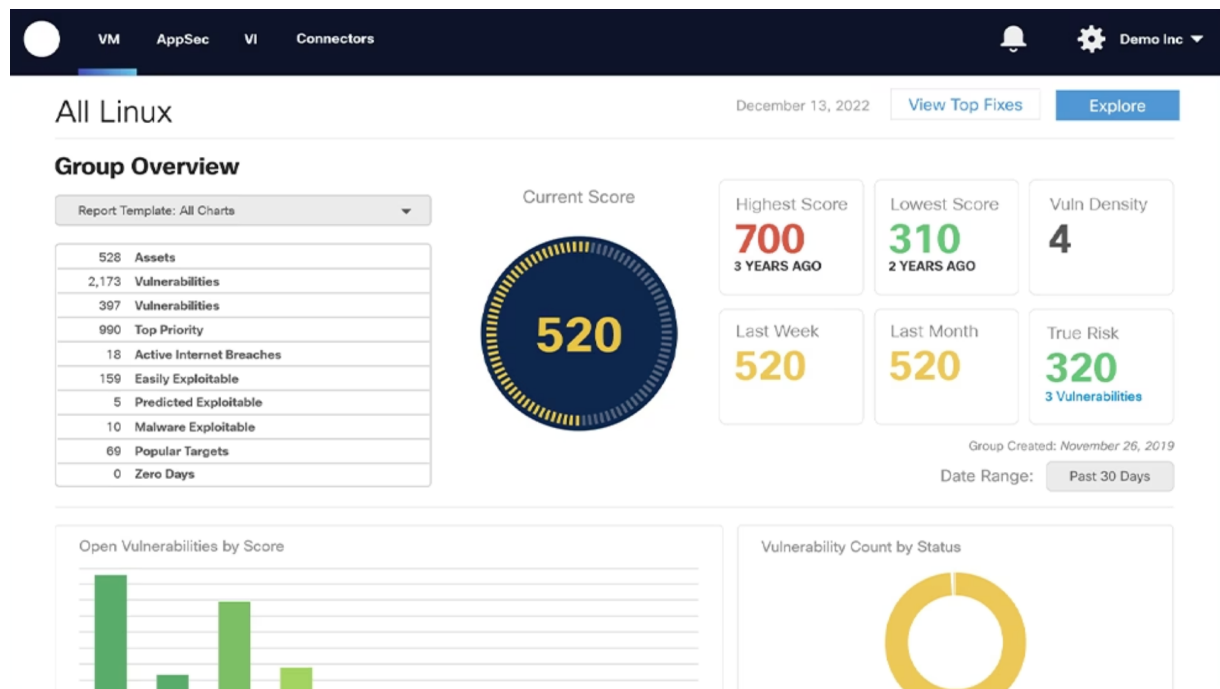 VM AppSec VI Connectors Demo Inc
All Linux
December 13, 2022 View Top Fixes Explore
Group Overview
Report Template: All Charts
528 Assets
2,173 Vulnerabilities
397 Vulnerabilities
990 Top Priority
18 Active Internet Breaches
159 Easily Exploitable
5 Predicted Exploitable
10 Malware Exploitable
69 Popular Targets
0 Zero Days
Current Score
520
Highest Score
700
3 YEARS AGO
Lowest Score
310
2 YEARS AGO
Vuln Density
4
Last Week
520
Last Month
520
True Risk
320
3 Vulnerabilities
Group Created: November 26, 2019
Date Range: Past 30 Days
Open Vulnerabilities by Score
Vulnerability Count by Status